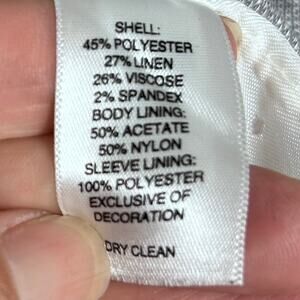 SHELL:
45% POLYESTER
27% LINEN
26% VISCOSE
2% SPANDEX
BODY LINING:
50% ACETATE
50% NYLON
SLEEVE LINING:
100% POLYESTER
EXCLUSIVE OF
DECORATION
DRY CLEAN